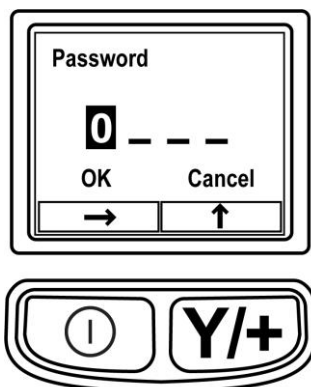 Password
0 _ _ _
OK Cancel
→ ↑
Y/+